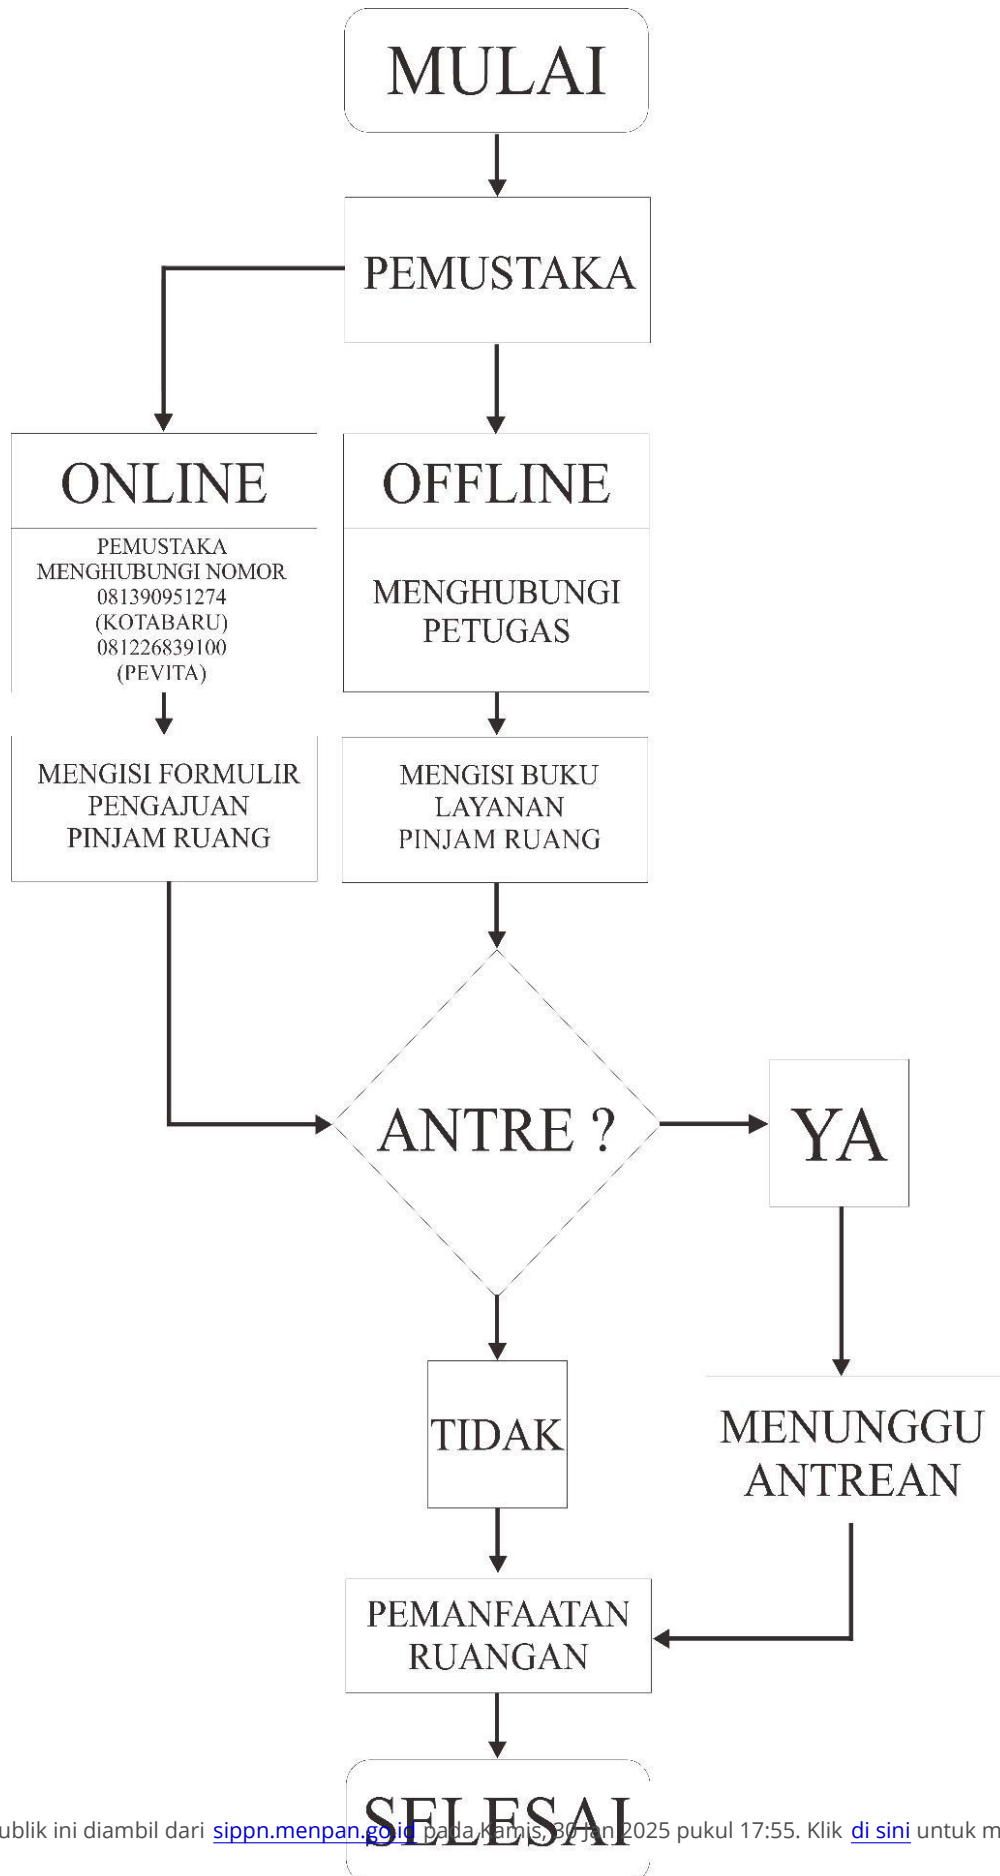 MULAI
PEMUSTAKA
ONLINE
PEMUSTAKA
MENGHUBUNGI NOMOR
081390951274
(KOTABARU)
081226839100
(PEVITA)
MENGISI FORMULIR
PENGAJUAN
PINJAM RUANG
OFFLINE
MENGHUBUNGI
PETUGAS
MENGISI BUKU
LAYANAN
PINJAM RUANG
ANTRE ?
YA
MENUNGGU
ANTREAN
TIDAK
PEMANFAATAN
RUANGAN
SELESAI
ublik ini diambil dari sippn.menpan.go.id pada Kamis, 30 Jan 2025 pukul 17:55. Klik di sini untuk m